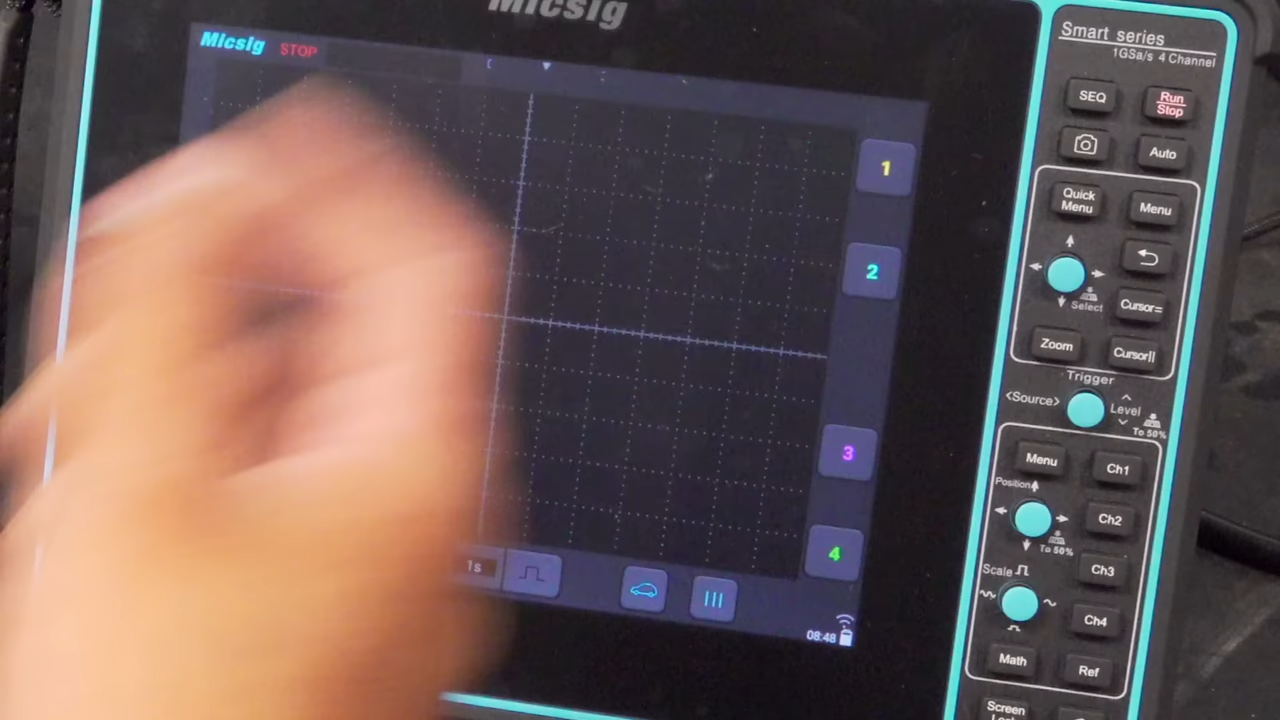 Micsig
Micsig STOP
1
2
3
4
1s
08:48
Smart series
1GSa/s 4 Channel
SEQ
Run
Stop
Auto
Quick
Menu
Menu
Select
Cursor=
Zoom
Cursor||
Trigger
<Source>
Level
To 50%
Menu
Ch1
Position
Ch2
To 50%
Ch3
Scale
Ch4
Math
Ref
Screen